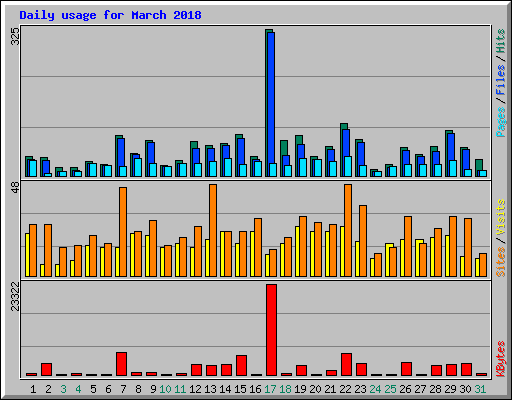 Daily usage for March 2018
325
Pages / Files / Hits
48
Sites / Visits
23322
KBytes
1 2 3 4 5 6 7 8 9 10 11 12 13 14 15 16 17 18 19 20 21 22 23 24 25 26 27 28 29 30 31